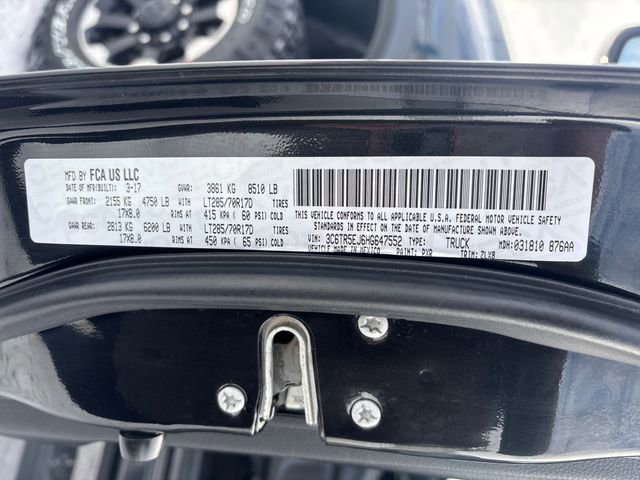 MFD BY FCA US LLC
DATE OF MFR(BUILT): 3-17 GVWR: 3861 KG 8510 LB
GAWR FRONT: 2155 KG 4750 LB LT285/70R17D TIRES
17X8.0 RIMS AT 415 KPA ( 60 PSI) COLD
GAWR REAR: 2813 KG 6200 LB LT285/70R17D TIRES
17X8.0 RIMS AT 450 KPA ( 65 PSI) COLD
THIS VEHICLE CONFORMS TO ALL APPLICABLE U.S.A.
FEDERAL MOTOR VEHICLE SAFETY
STANDARDS IN EFFECT ON THE
DATE OF MANUFACTURE SHOWN ABOVE.
VIN: 3C6TR5EJ6HG647552 TYPE: TRUCK MDH: 031810 876AA
VEHICLE MADE IN MEXICO PAINT: PXR TRIM: ZLX8